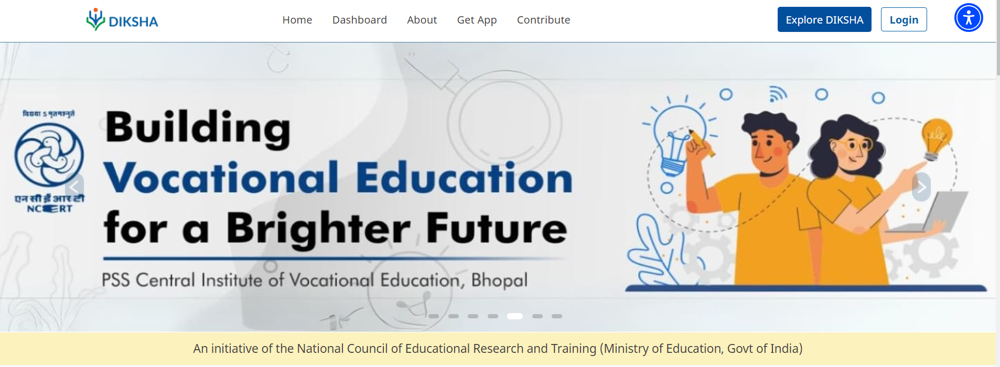 DIKSHA
Home Dashboard About Get App Contribute
Explore DIKSHA Login
विद्यया ऽ मृतमश्नुते
एन सी ई आर टी
NCERT
Building
Vocational Education
for a Brighter Future
PSS Central Institute of Vocational Education, Bhopal
An initiative of the National Council of Educational Research and Training (Ministry of Education, Govt of India)